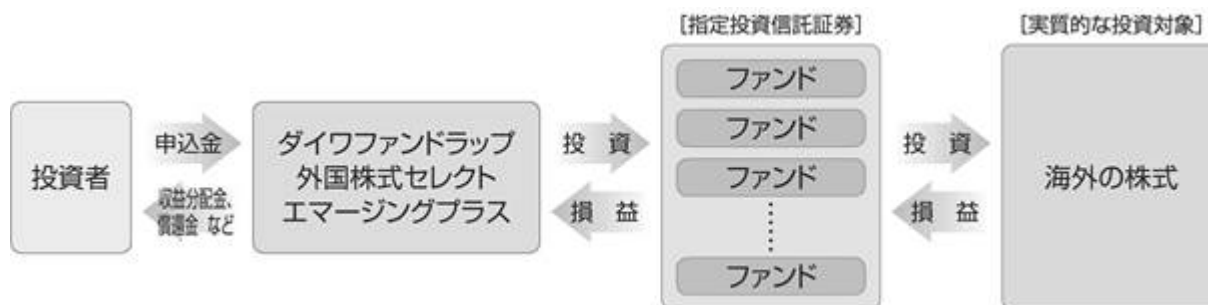 [指定投資信託証券]
[実質的な投資対象]
投資者
申込金
収益分配金、
償還金 など
ダイワファンドラップ
外国株式セレクト
エマージングプラス
投 資
損 益
ファンド
ファンド
ファンド
ファンド
投 資
損 益
海外の株式